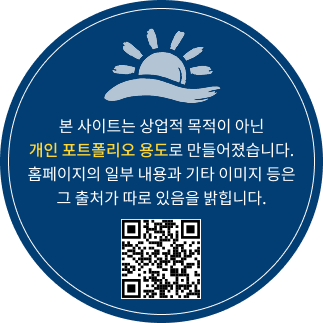 본 사이트는 상업적 목적이 아닌
개인 포트폴리오 용도로 만들어졌습니다.
홈페이지의 일부 내용과 기타 이미지 등은
그 출처가 따로 있음을 밝힙니다.